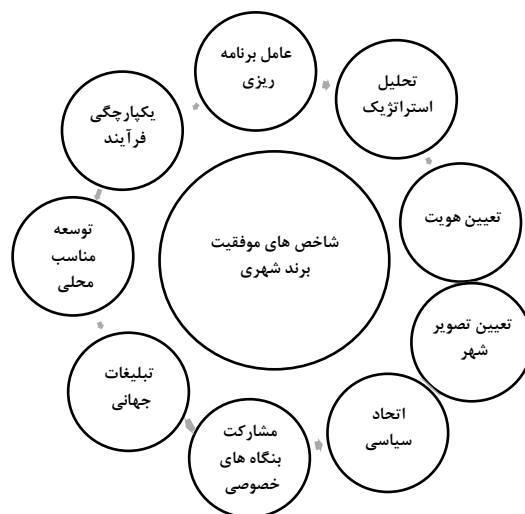 عامل برنامه
ریزی
تحلیل
استراتژیک
تعیین هویت
تعیین تصویر
شهر
اتحاد
سیاسی
مشارکت
بنگاه های
خصوصی
تبلیغات
جهانی
توسعه
مناسب
محلی
یکپارچگی
فرآیند
شاخص های موفقیت
برند شهری